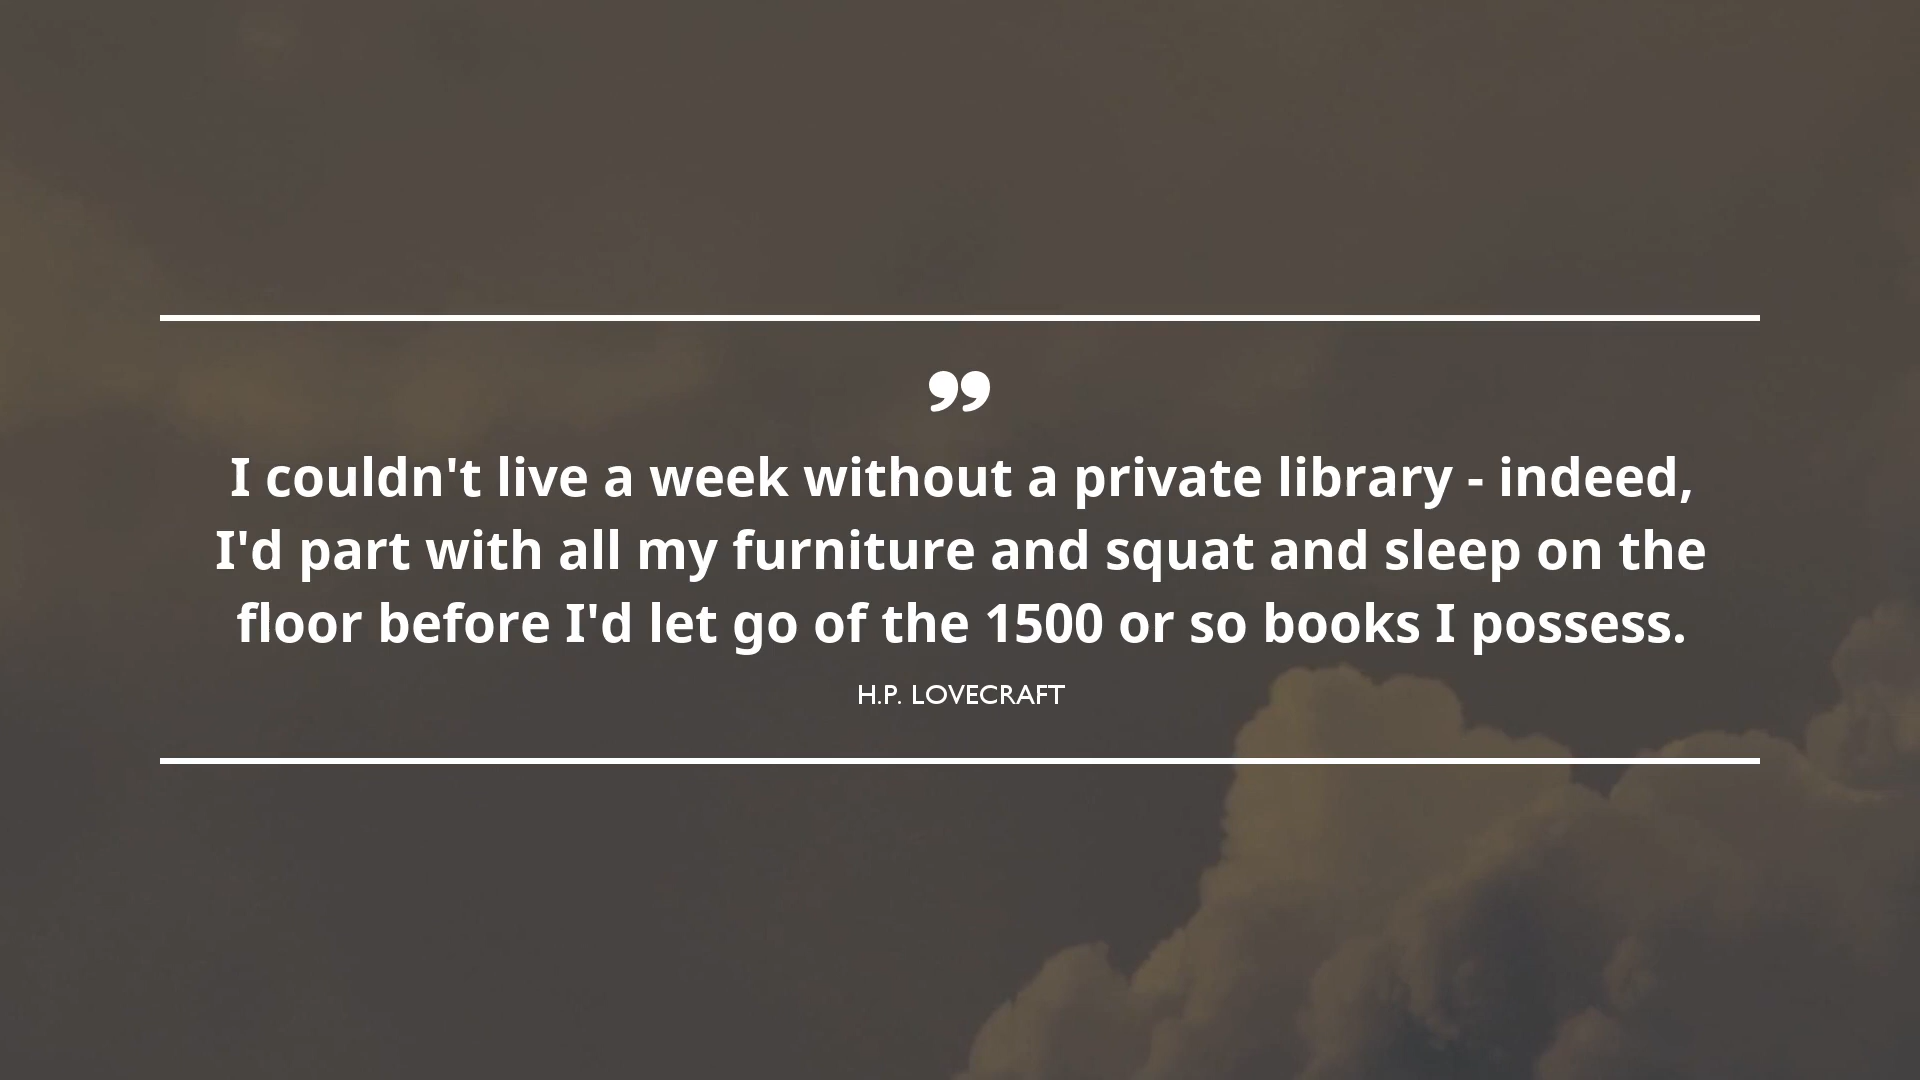 ”
I couldn't live a week without a private library - indeed,
I'd part with all my furniture and squat and sleep on the
floor before I'd let go of the 1500 or so books I possess.
H.P. LOVECRAFT